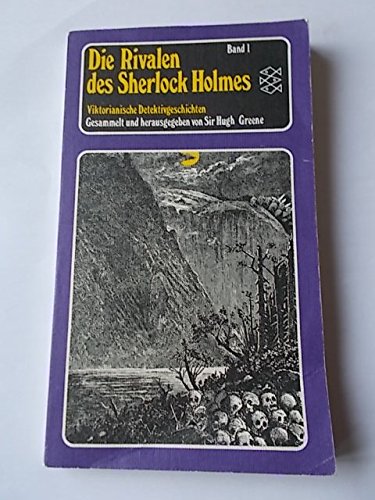 Die Rivalen Band 1
des Sherlock Holmes
Viktorianische Detektivgeschichten
Gesammelt und herausgegeben von Sir Hugh Greene